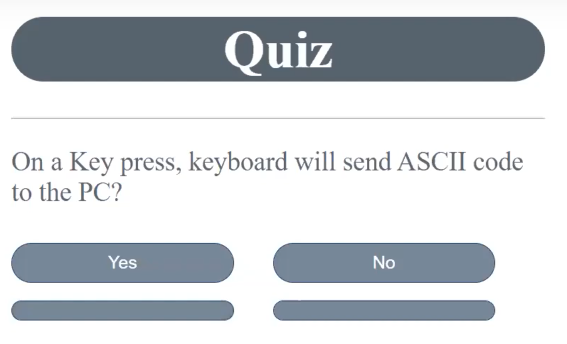 Quiz
On a Key press, keyboard will send ASCII code
to the PC?
Yes
No